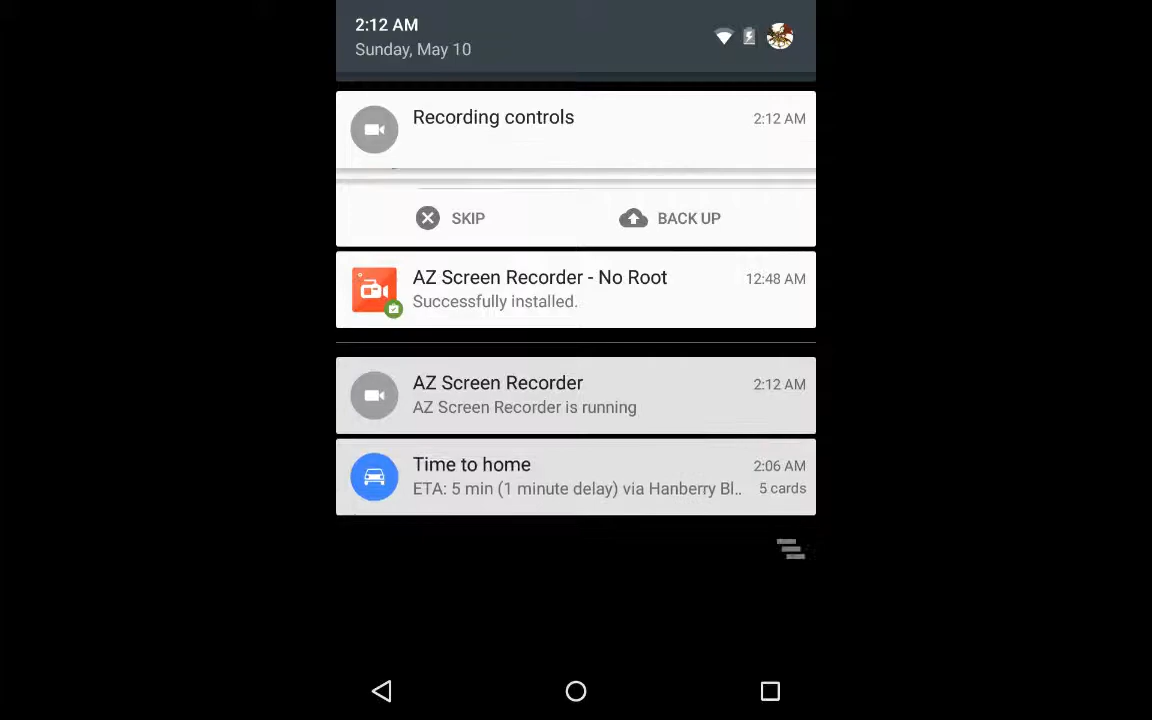 2:12 AM
Sunday, May 10
Recording controls
2:12 AM
SKIP
BACK UP
AZ Screen Recorder - No Root
12:48 AM
Successfully installed.
AZ Screen Recorder
2:12 AM
AZ Screen Recorder is running
Time to home
2:06 AM
ETA: 5 min (1 minute delay) via Hanberry Bl..
5 cards